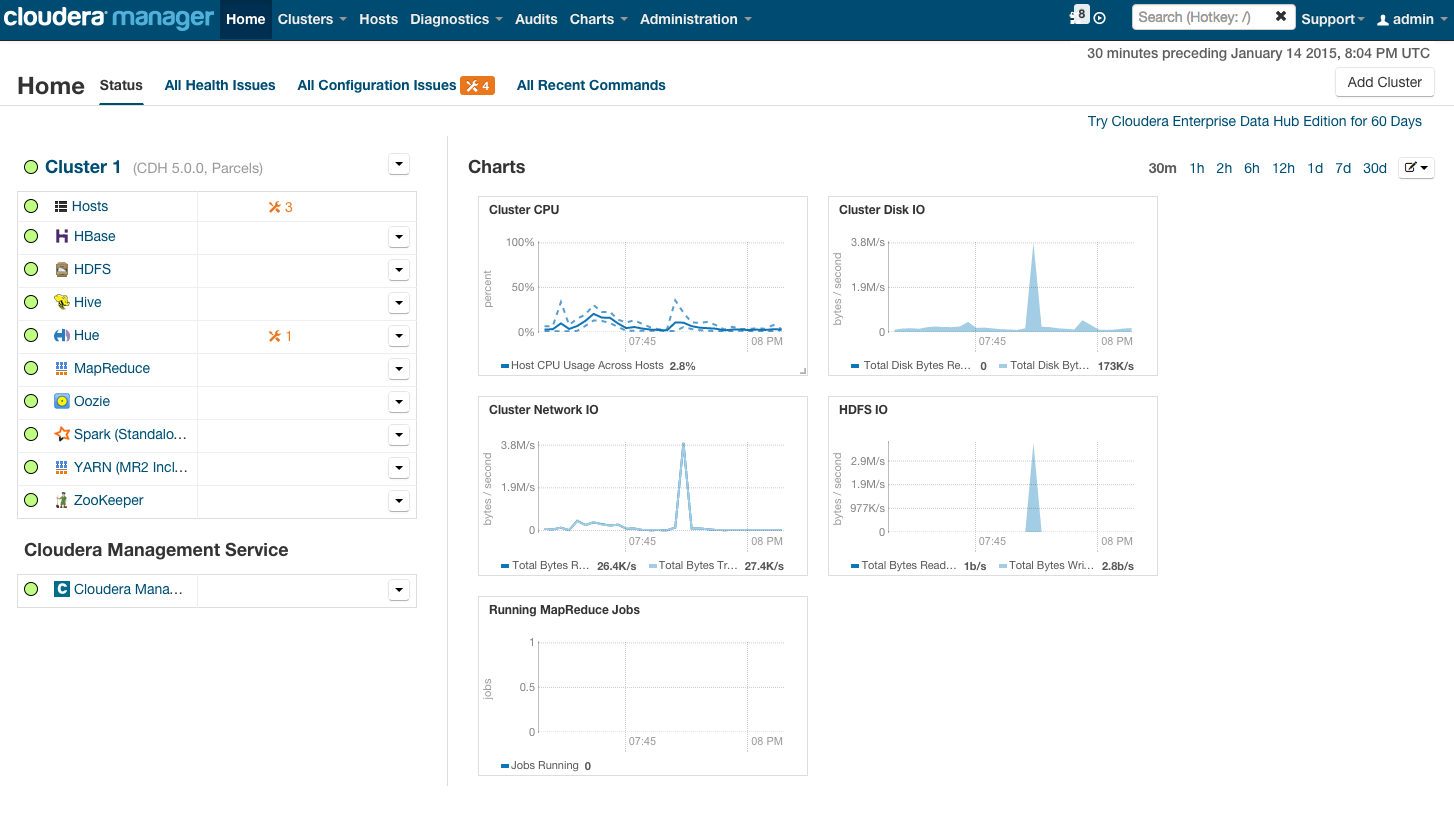 cloudera manager Home Clusters Hosts Diagnostics Audits Charts Administration 8 Search (Hotkey: /) Support admin
30 minutes preceding January 14 2015, 8:04 PM UTC
Home Status All Health Issues All Configuration Issues 4 All Recent Commands Add Cluster
Try Cloudera Enterprise Data Hub Edition for 60 Days
Cluster 1 (CDH 5.0.0, Parcels)
Hosts 3
HBase
HDFS
Hive
Hue 1
MapReduce
Oozie
Spark (Standalo...
YARN (MR2 Incl...
ZooKeeper
Cloudera Management Service
C Cloudera Mana...
Charts 30m 1h 2h 6h 12h 1d 7d 30d
Cluster CPU
percent
100%
50%
0%
07:45 08 PM
Host CPU Usage Across Hosts 2.8%
Cluster Disk IO
bytes / second
3.8M/s
1.9M/s
0
07:45 08 PM
Total Disk Bytes Re... 0 Total Disk Byt... 173K/s
Cluster Network IO
bytes / second
3.8M/s
1.9M/s
0
07:45 08 PM
Total Bytes R... 26.4K/s Total Bytes Tr... 27.4K/s
HDFS IO
bytes / second
2.9M/s
1.9M/s
977K/s
0
07:45 08 PM
Total Bytes Read... 1b/s Total Bytes Wri... 2.8b/s
Running MapReduce Jobs
jobs
1
0.5
0
07:45 08 PM
Jobs Running 0